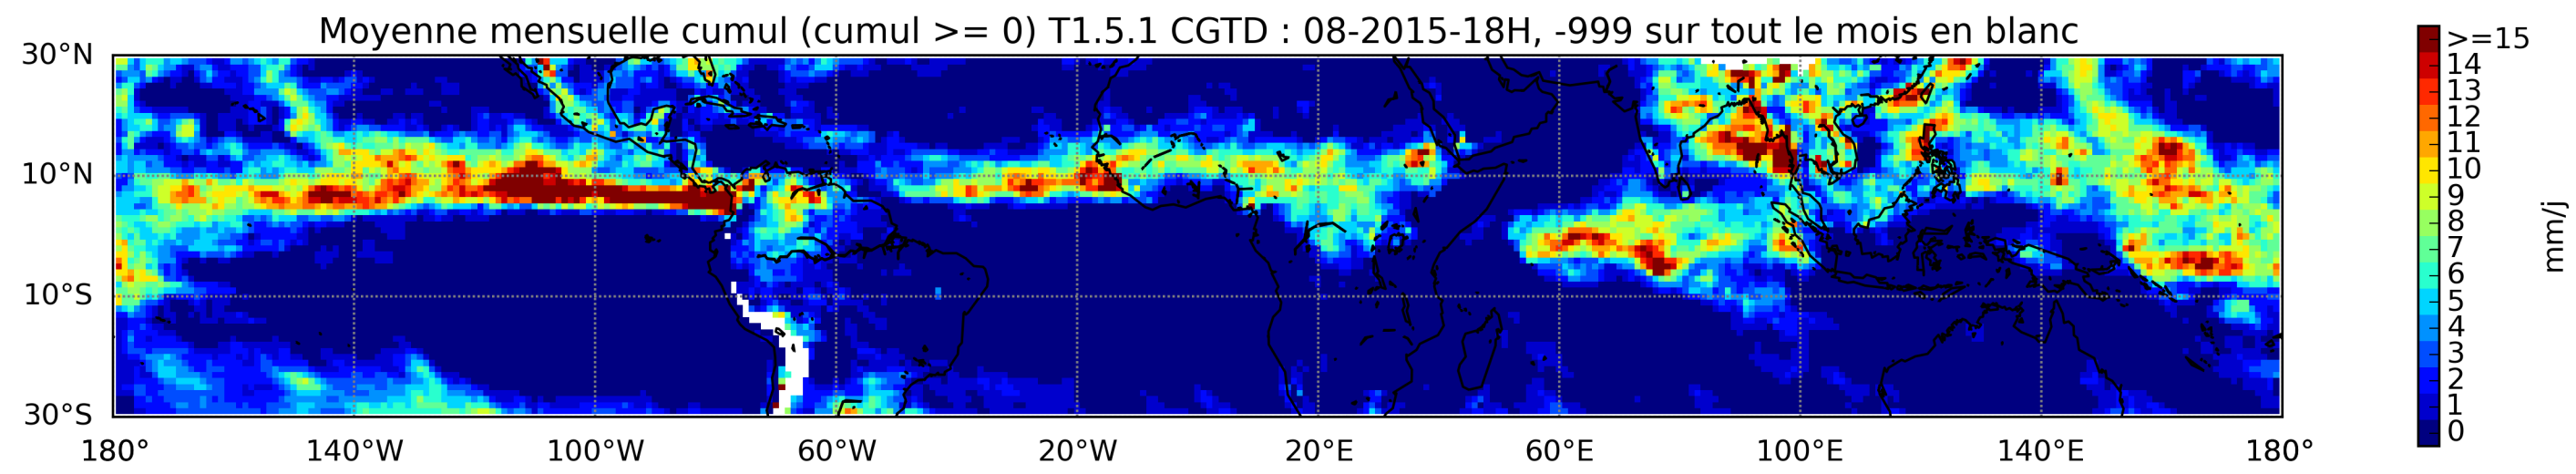 Moyenne mensuelle cumul (cumul >= 0) T1.5.1 CGTD : 08-2015-18H, -999 sur tout le mois en blanc
30°N
10°N
10°S
30°S
180°
140°W
100°W
60°W
20°W
20°E
60°E
100°E
140°E
180°
>=15
14
13
12
11
10
9
8
7
6
5
4
3
2
1
0
mm/j